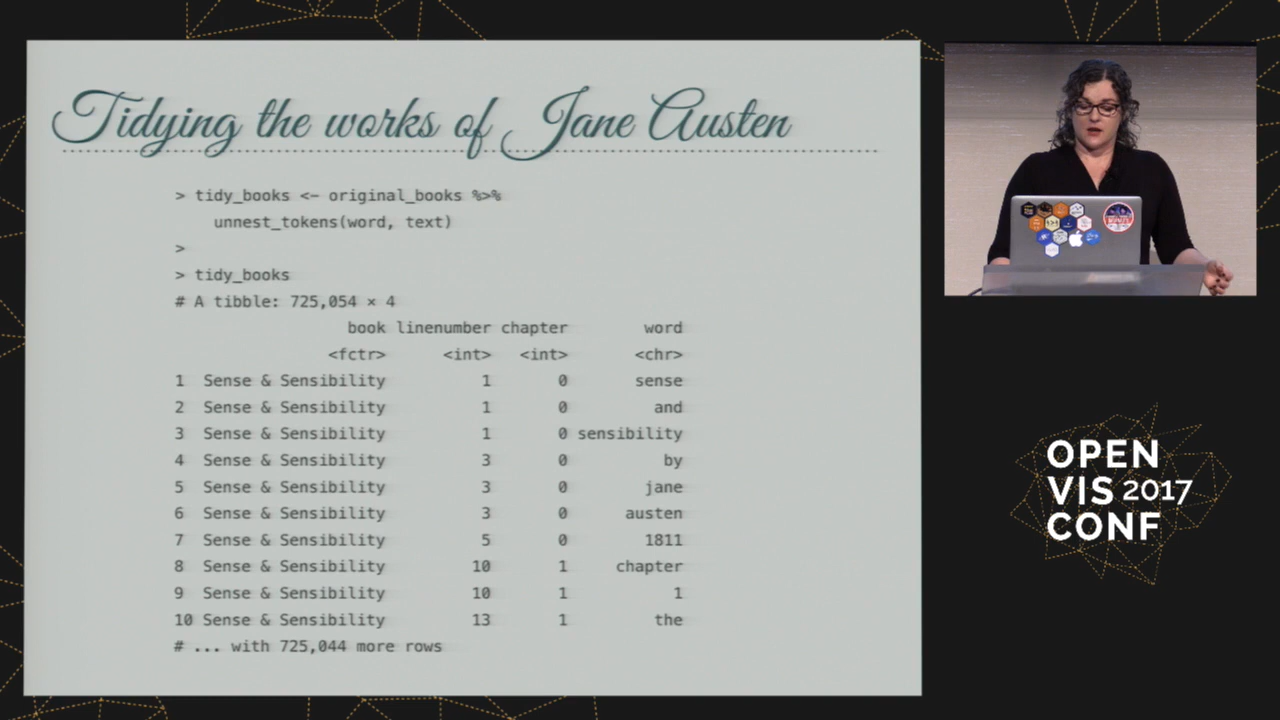 Tidying the works of Jane Austen
> tidy_books <- original_books %>%
unnest_tokens(word, text)
>
> tidy_books
# A tibble: 725,054 × 4
book linenumber chapter word
<fctr> <int> <int> <chr>
1 Sense & Sensibility 1 0 sense
2 Sense & Sensibility 1 0 and
3 Sense & Sensibility 1 0 sensibility
4 Sense & Sensibility 3 0 by
5 Sense & Sensibility 3 0 jane
6 Sense & Sensibility 3 0 austen
7 Sense & Sensibility 5 0 1811
8 Sense & Sensibility 10 1 chapter
9 Sense & Sensibility 10 1 1
10 Sense & Sensibility 13 1 the
# ... with 725,044 more rows
OPEN
VIS 2017
CONF